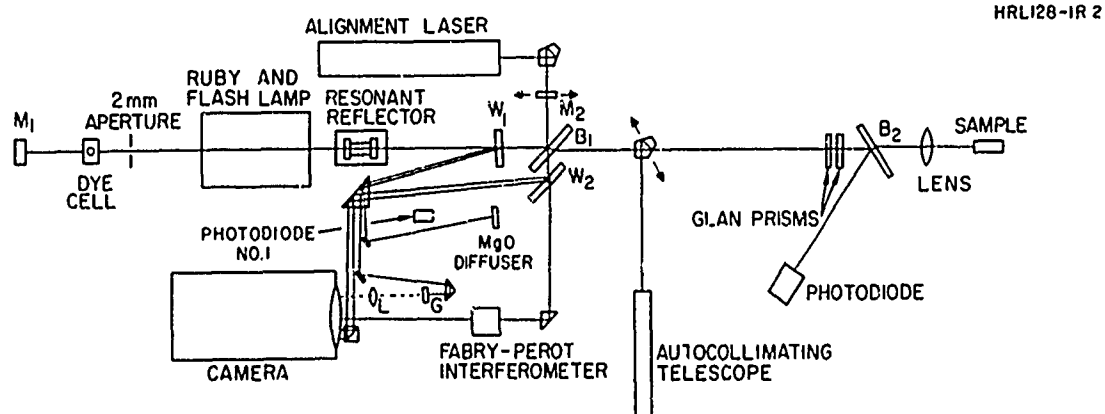 HRL128-1R 2
ALIGNMENT LASER
RUBY AND
FLASH LAMP
RESONANT
REFLECTOR
2mm
APERTURE
M1
W1
M2
B1
B2
SAMPLE
DYE
CELL
W2
LENS
GLAN PRISMS
PHOTODIODE
NO.1
MgO
DIFFUSER
PHOTODIODE
L
G
CAMERA
FABRY-PEROT
INTERFEROMETER
AUTOCOLLIMATING
TELESCOPE